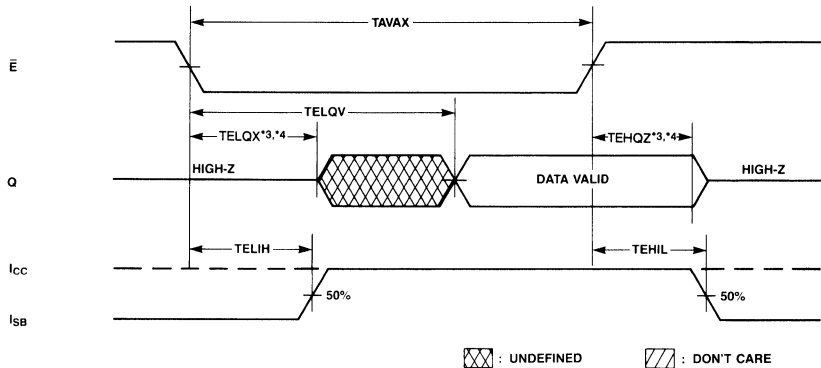 TAVAX
Ē
TELQV
TELQX*3,*4
TEHQZ*3,*4
HIGH-Z
DATA VALID
HIGH-Z
Q
TELIH
TEHIL
ICC
50%
50%
ISB
: UNDEFINED
: DON'T CARE